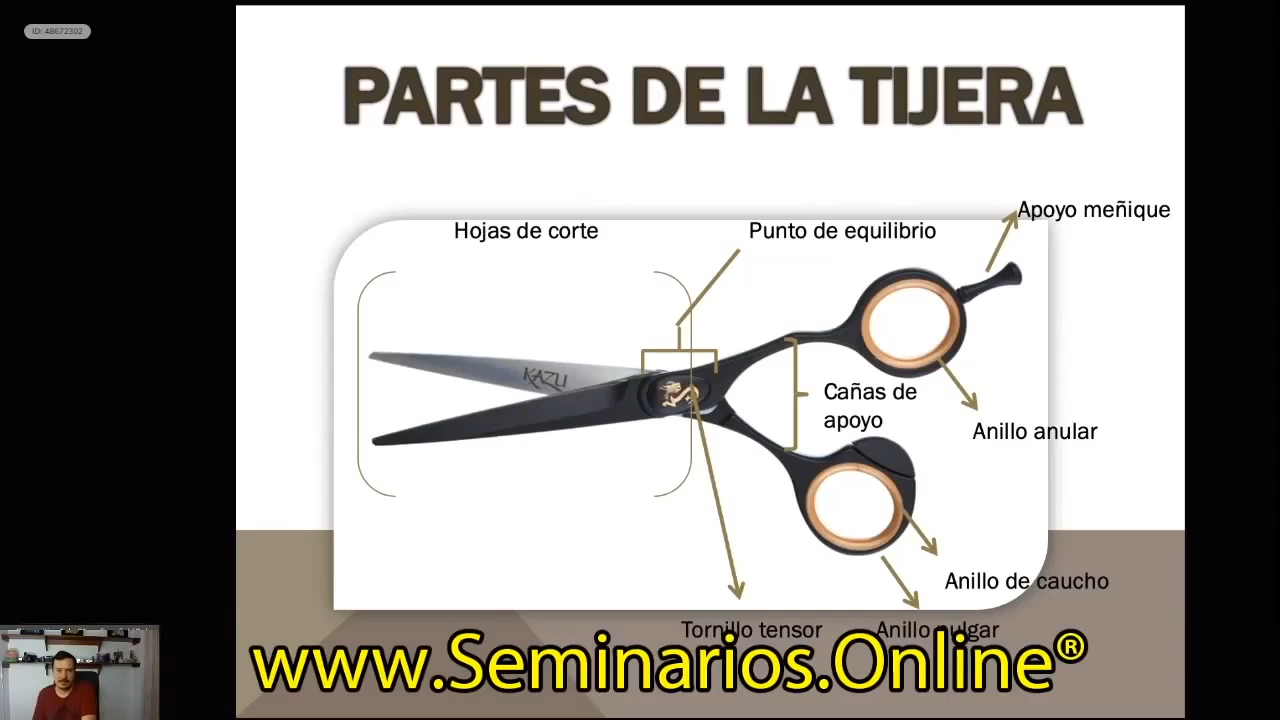 ID: 48672302
PARTES DE LA TIJERA
Apoyo meñique
Hojas de corte
Punto de equilibrio
KAZU
Cañas de
apoyo
Anillo anular
Anillo de caucho
Tornillo tensor
Anillo pulgar
www.Seminarios.Online®